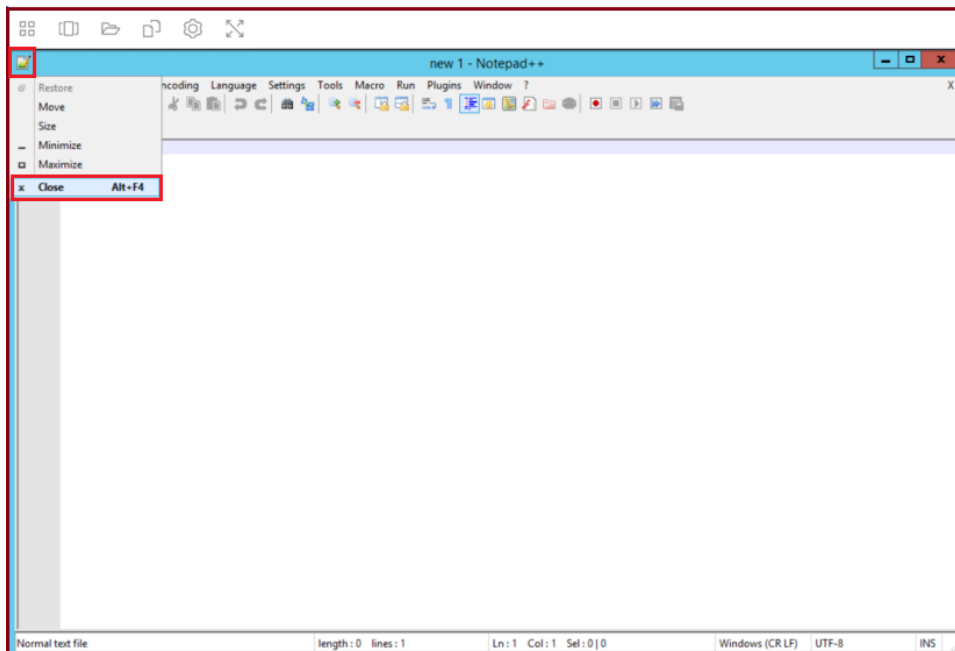 new 1 - Notepad++
ncoding Language Settings Tools Macro Run Plugins Window ? X
Restore
Move
Size
Minimize
Maximize
x Close Alt+F4
Normal text file length : 0 lines : 1 Ln : 1 Col : 1 Sel : 0 | 0 Windows (CR LF) UTF-8 INS